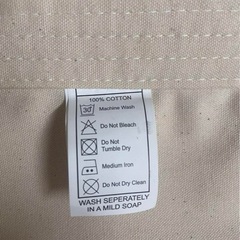 100% COTTON
30 Machine Wash
Do Not Bleach
Do Not
Tumble Dry
Medium Iron
Do Not Dry Clean
WASH SEPERATELY
IN A MILD SOAP